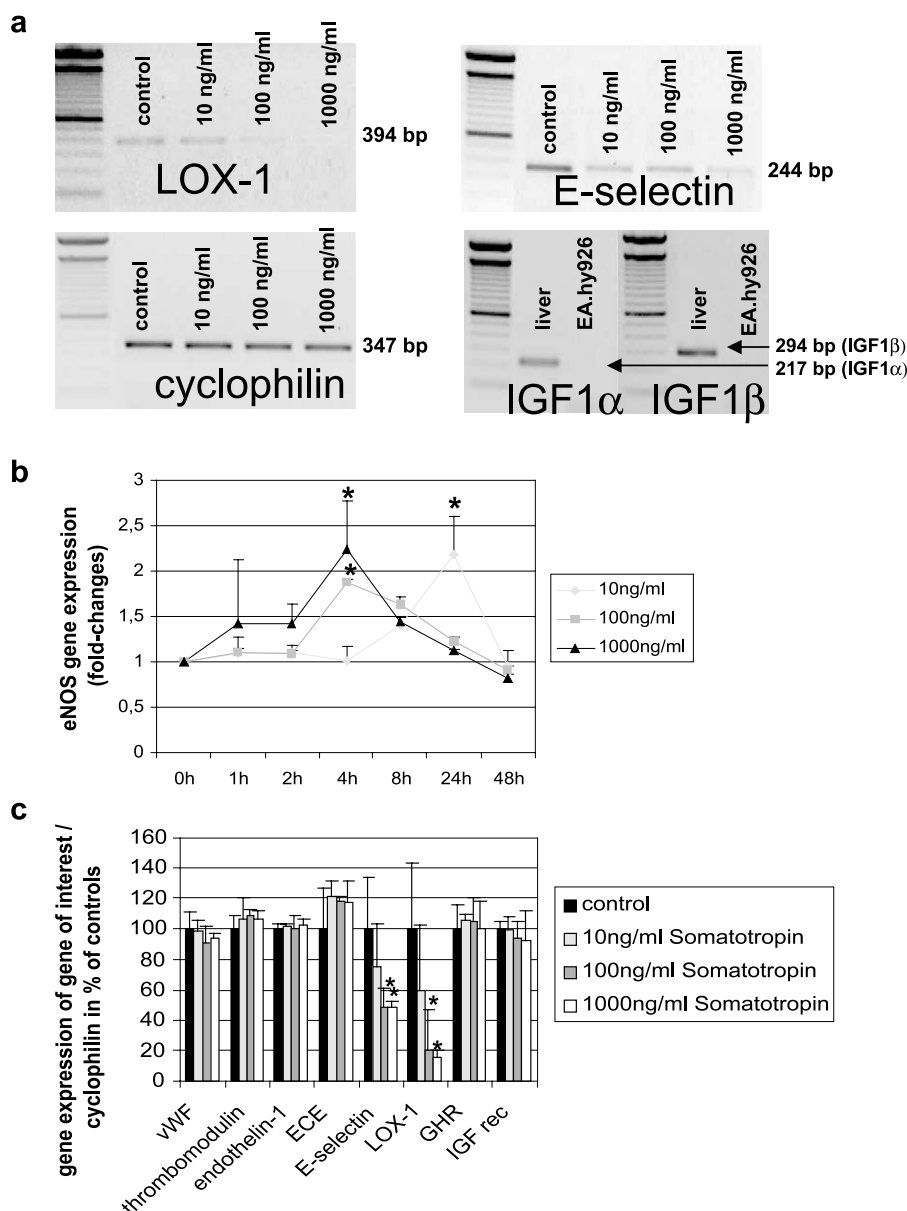 a
control
10 ng/ml
100 ng/ml
1000 ng/ml
394 bp
LOX-1
control
10 ng/ml
100 ng/ml
1000 ng/ml
244 bp
E-selectin
control
10 ng/ml
100 ng/ml
1000 ng/ml
347 bp
cyclophilin
liver
EA.hy926
liver
EA.hy926
294 bp (IGF1β)
217 bp (IGF1α)
IGF1α
IGF1β
b
eNOS gene expression
(fold-changes)
3
2,5
2
1,5
1
0,5
0
* * *
0h 1h 2h 4h 8h 24h 48h
10ng/ml
100ng/ml
1000ng/ml
c
gene expression of gene of interest /
cyclophilin in % of controls
160
140
120
100
80
60
40
20
0
* * * *
vWF
thrombomodulin
endothelin-1
ECE
E-selectin
LOX-1
GHR
IGF rec
control
10ng/ml Somatotropin
100ng/ml Somatotropin
1000ng/ml Somatotropin